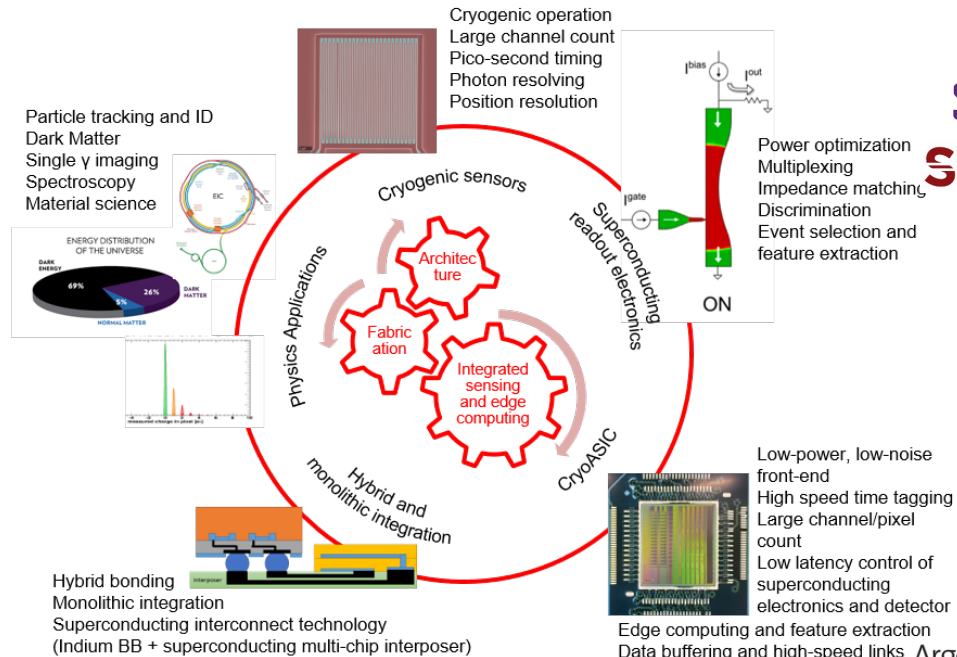 Cryogenic operation
Large channel count
Pico-second timing
Photon resolving
Position resolution
Particle tracking and ID
Dark Matter
Single γ imaging
Spectroscopy
Material science
EIC
ENERGY DISTRIBUTION
OF THE UNIVERSE
DARK
ENERGY
69%
26%
DARK
MATTER
5%
NORMAL MATTER
I bias
I out
I gate
ON
Power optimization
Multiplexing
Impedance matching
Discrimination
Event selection and
feature extraction
Cryogenic sensors
Superconducting
readout electronics
Physics Applications
Architec
ture
Fabric
ation
Integrated
sensing
and edge
computing
CryoASIC
Hybrid and
monolithic integration
Interposer
Hybrid bonding
Monolithic integration
Superconducting interconnect technology
(Indium BB + superconducting multi-chip interposer)
Low-power, low-noise
front-end
High speed time tagging
Large channel/pixel
count
Low latency control of
superconducting
electronics and detector
Edge computing and feature extraction
Data buffering and high-speed links